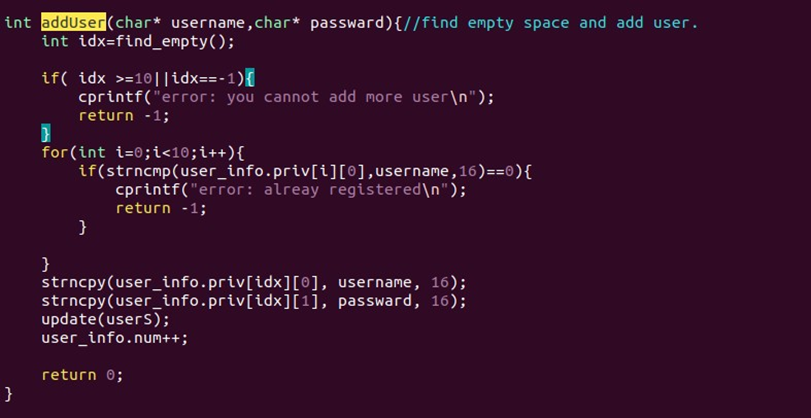 int addUser(char* username,char* passward){//find empty space and add user.
    int idx=find_empty();

    if( idx >=10||idx==-1){
        cprintf("error: you cannot add more user\n");
        return -1;
    }
    for(int i=0;i<10;i++){
        if(strncmp(user_info.priv[i][0],username,16)==0){
            cprintf("error: alreay registered\n");
            return -1;
        }

    }
    strncpy(user_info.priv[idx][0], username, 16);
    strncpy(user_info.priv[idx][1], passward, 16);
    update(userS);
    user_info.num++;

    return 0;
}